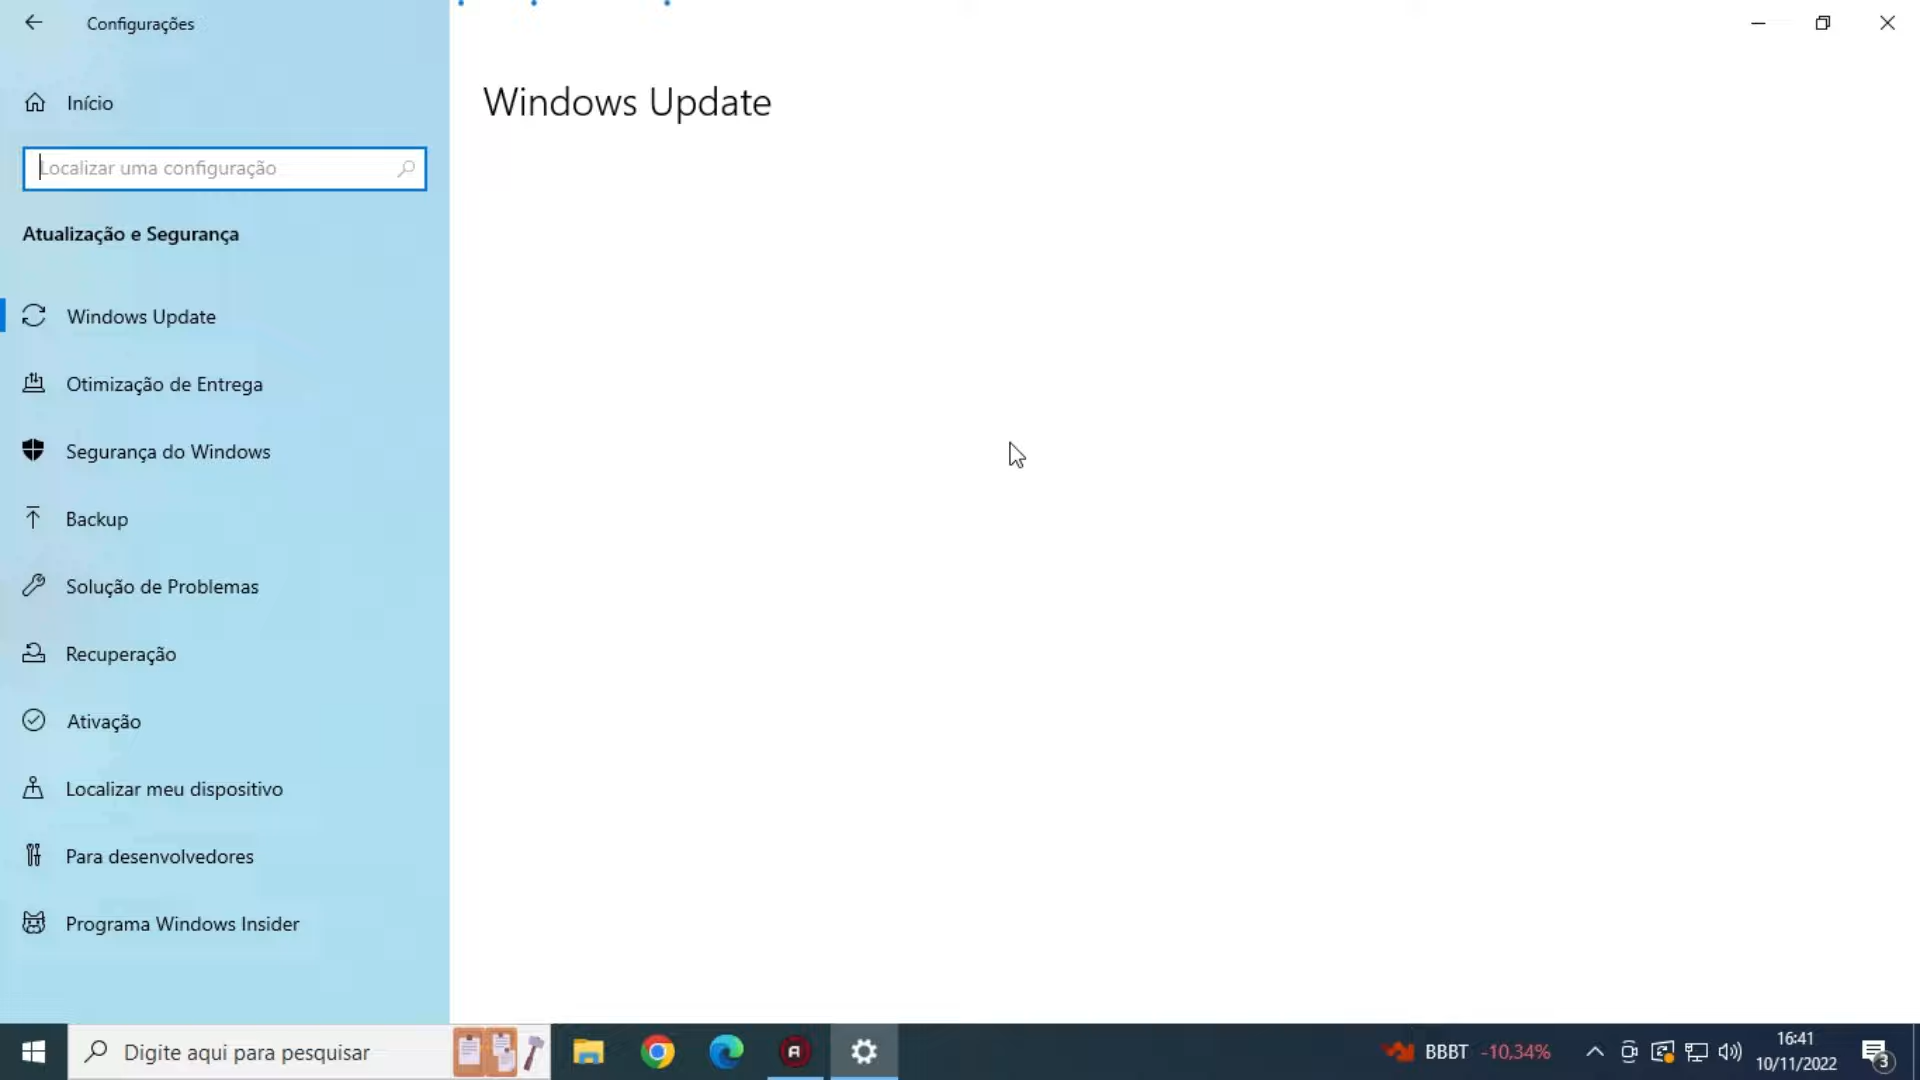 Configurações
Início
Localizar uma configuração
Atualização e Segurança
Windows Update
Otimização de Entrega
Segurança do Windows
Backup
Solução de Problemas
Recuperação
Ativação
Localizar meu dispositivo
Para desenvolvedores
Programa Windows Insider
Windows Update
Digite aqui para pesquisar
A
BBBT -10,34%
16:41
10/11/2022
3